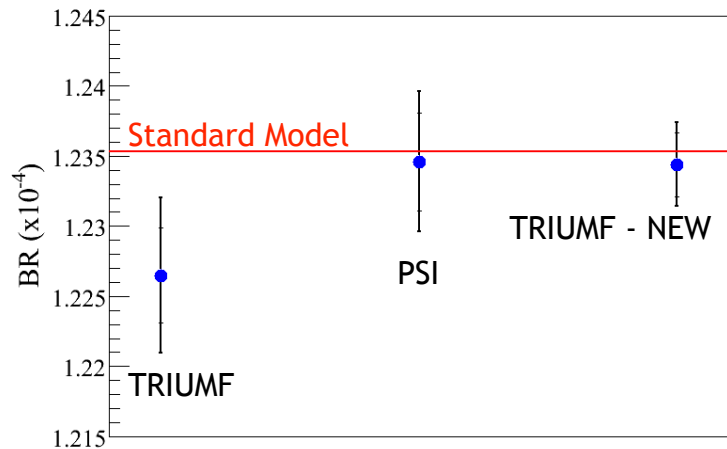 1.245
1.24
1.235
1.23
1.225
1.22
1.215
BR (x10⁻⁴)
Standard Model
TRIUMF
PSI
TRIUMF - NEW